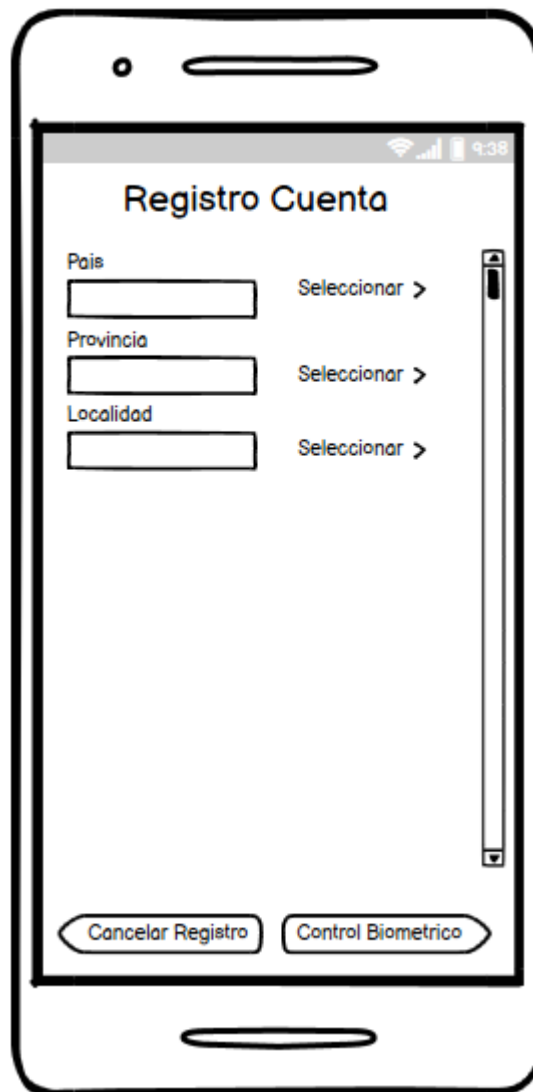 9:38
Registro Cuenta
Pais
Seleccionar >
Provincia
Seleccionar >
Localidad
Seleccionar >
Cancelar Registro
Control Biometrico